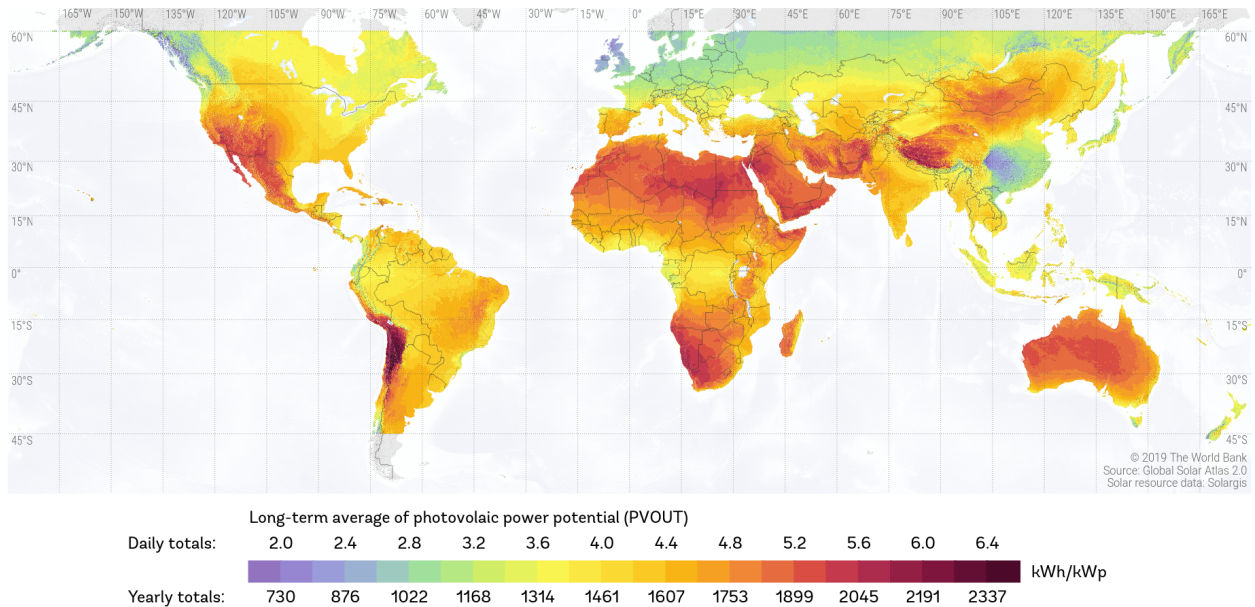 165°W 150°W 135°W 120°W 105°W 90°W 75°W 60°W 45°W 30°W 15°W 0° 15°E 30°E 45°E 60°E 75°E 90°E 105°E 120°E 135°E 150°E 165°E
60°N 60°N
45°N 45°N
30°N 30°N
15°N 15°N
0° 0°
15°S 15°S
30°S 30°S
45°S 45°S
© 2019 The World Bank
Source: Global Solar Atlas 2.0
Solar resource data: Solargis
Long-term average of photovolaic power potential (PVOUT)
Daily totals: 2.0 2.4 2.8 3.2 3.6 4.0 4.4 4.8 5.2 5.6 6.0 6.4
kWh/kWp
Yearly totals: 730 876 1022 1168 1314 1461 1607 1753 1899 2045 2191 2337